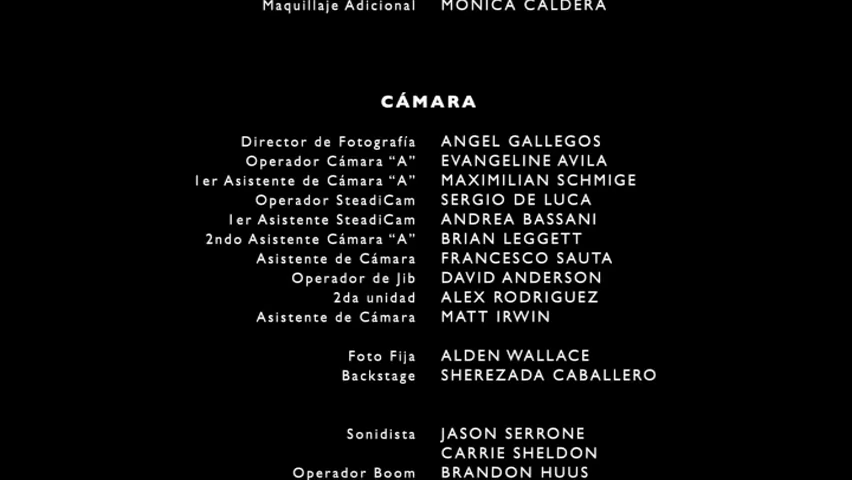 Maquillaje Adicional MONICA CALDERA
CÁMARA
Director de Fotografía ANGEL GALLEGOS
Operador Cámara “A” EVANGELINE AVILA
1er Asistente de Cámara “A” MAXIMILIAN SCHMIGE
Operador SteadiCam SERGIO DE LUCA
1er Asistente SteadiCam ANDREA BASSANI
2ndo Asistente Cámara “A” BRIAN LEGGETT
Asistente de Cámara FRANCESCO SAUTA
Operador de Jib DAVID ANDERSON
2da unidad ALEX RODRIGUEZ
Asistente de Cámara MATT IRWIN
Foto Fija ALDEN WALLACE
Backstage SHEREZADA CABALLERO
Sonidista JASON SERRONE
CARRIE SHELDON
Operador Boom BRANDON HUUS